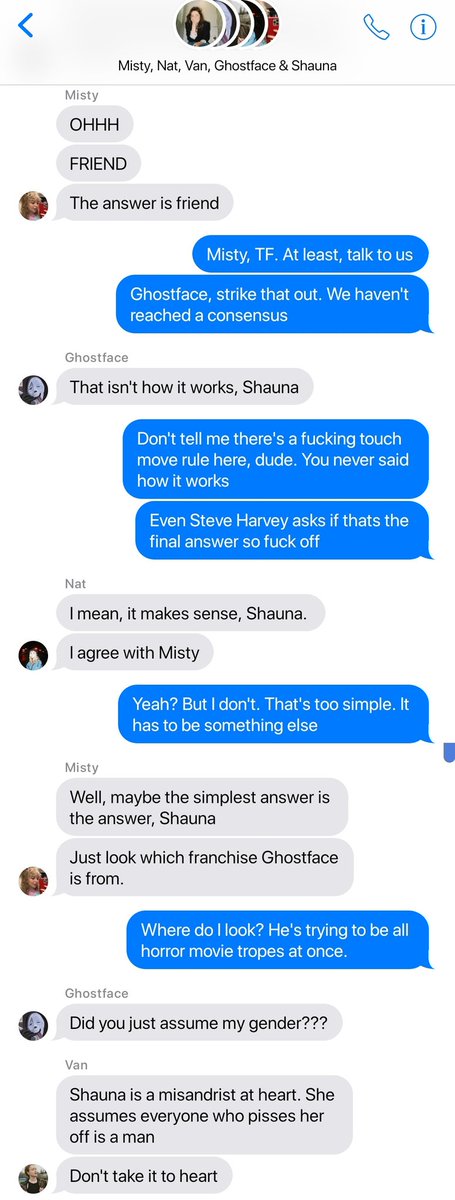 Misty, Nat, Van, Ghostface & Shauna
Misty
OHHH
FRIEND
The answer is friend
Misty, TF. At least, talk to us
Ghostface, strike that out. We haven't
reached a consensus
Ghostface
That isn't how it works, Shauna
Don't tell me there's a fucking touch
move rule here, dude. You never said
how it works
Even Steve Harvey asks if thats the
final answer so fuck off
Nat
I mean, it makes sense, Shauna.
I agree with Misty
Yeah? But I don't. That's too simple. It
has to be something else
Misty
Well, maybe the simplest answer is
the answer, Shauna
Just look which franchise Ghostface
is from.
Where do I look? He's trying to be all
horror movie tropes at once.
Ghostface
Did you just assume my gender???
Van
Shauna is a misandrist at heart. She
assumes everyone who pisses her
off is a man
Don't take it to heart